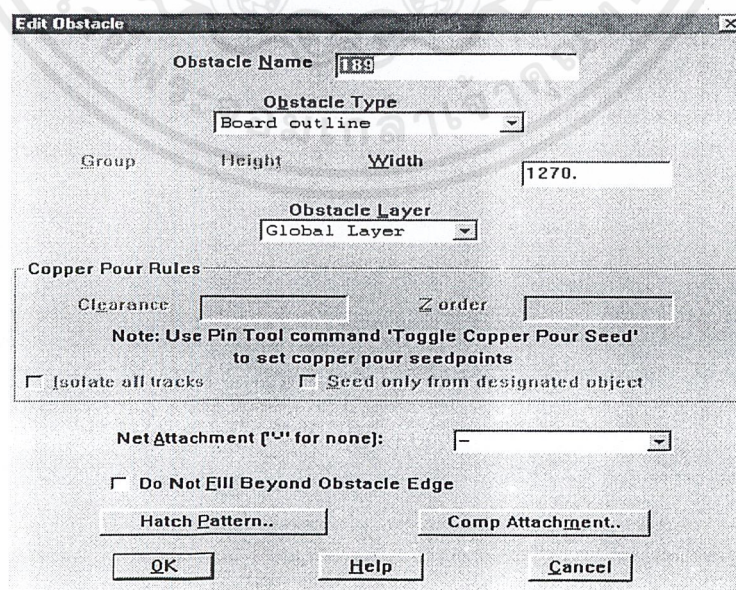 Edit Obstacle
Obstacle Name 189
Obstacle Type
Board outline
Group Height Width 1270.
Obstacle Layer
Global Layer
Copper Pour Rules
Clearance Z order
Note: Use Pin Tool command 'Toggle Copper Pour Seed'
to set copper pour seedpoints
Isolate all tracks Seed only from designated object
Net Attachment ['-' for none]: -
Do Not Fill Beyond Obstacle Edge
Hatch Pattern.. Comp Attachment..
OK Help Cancel